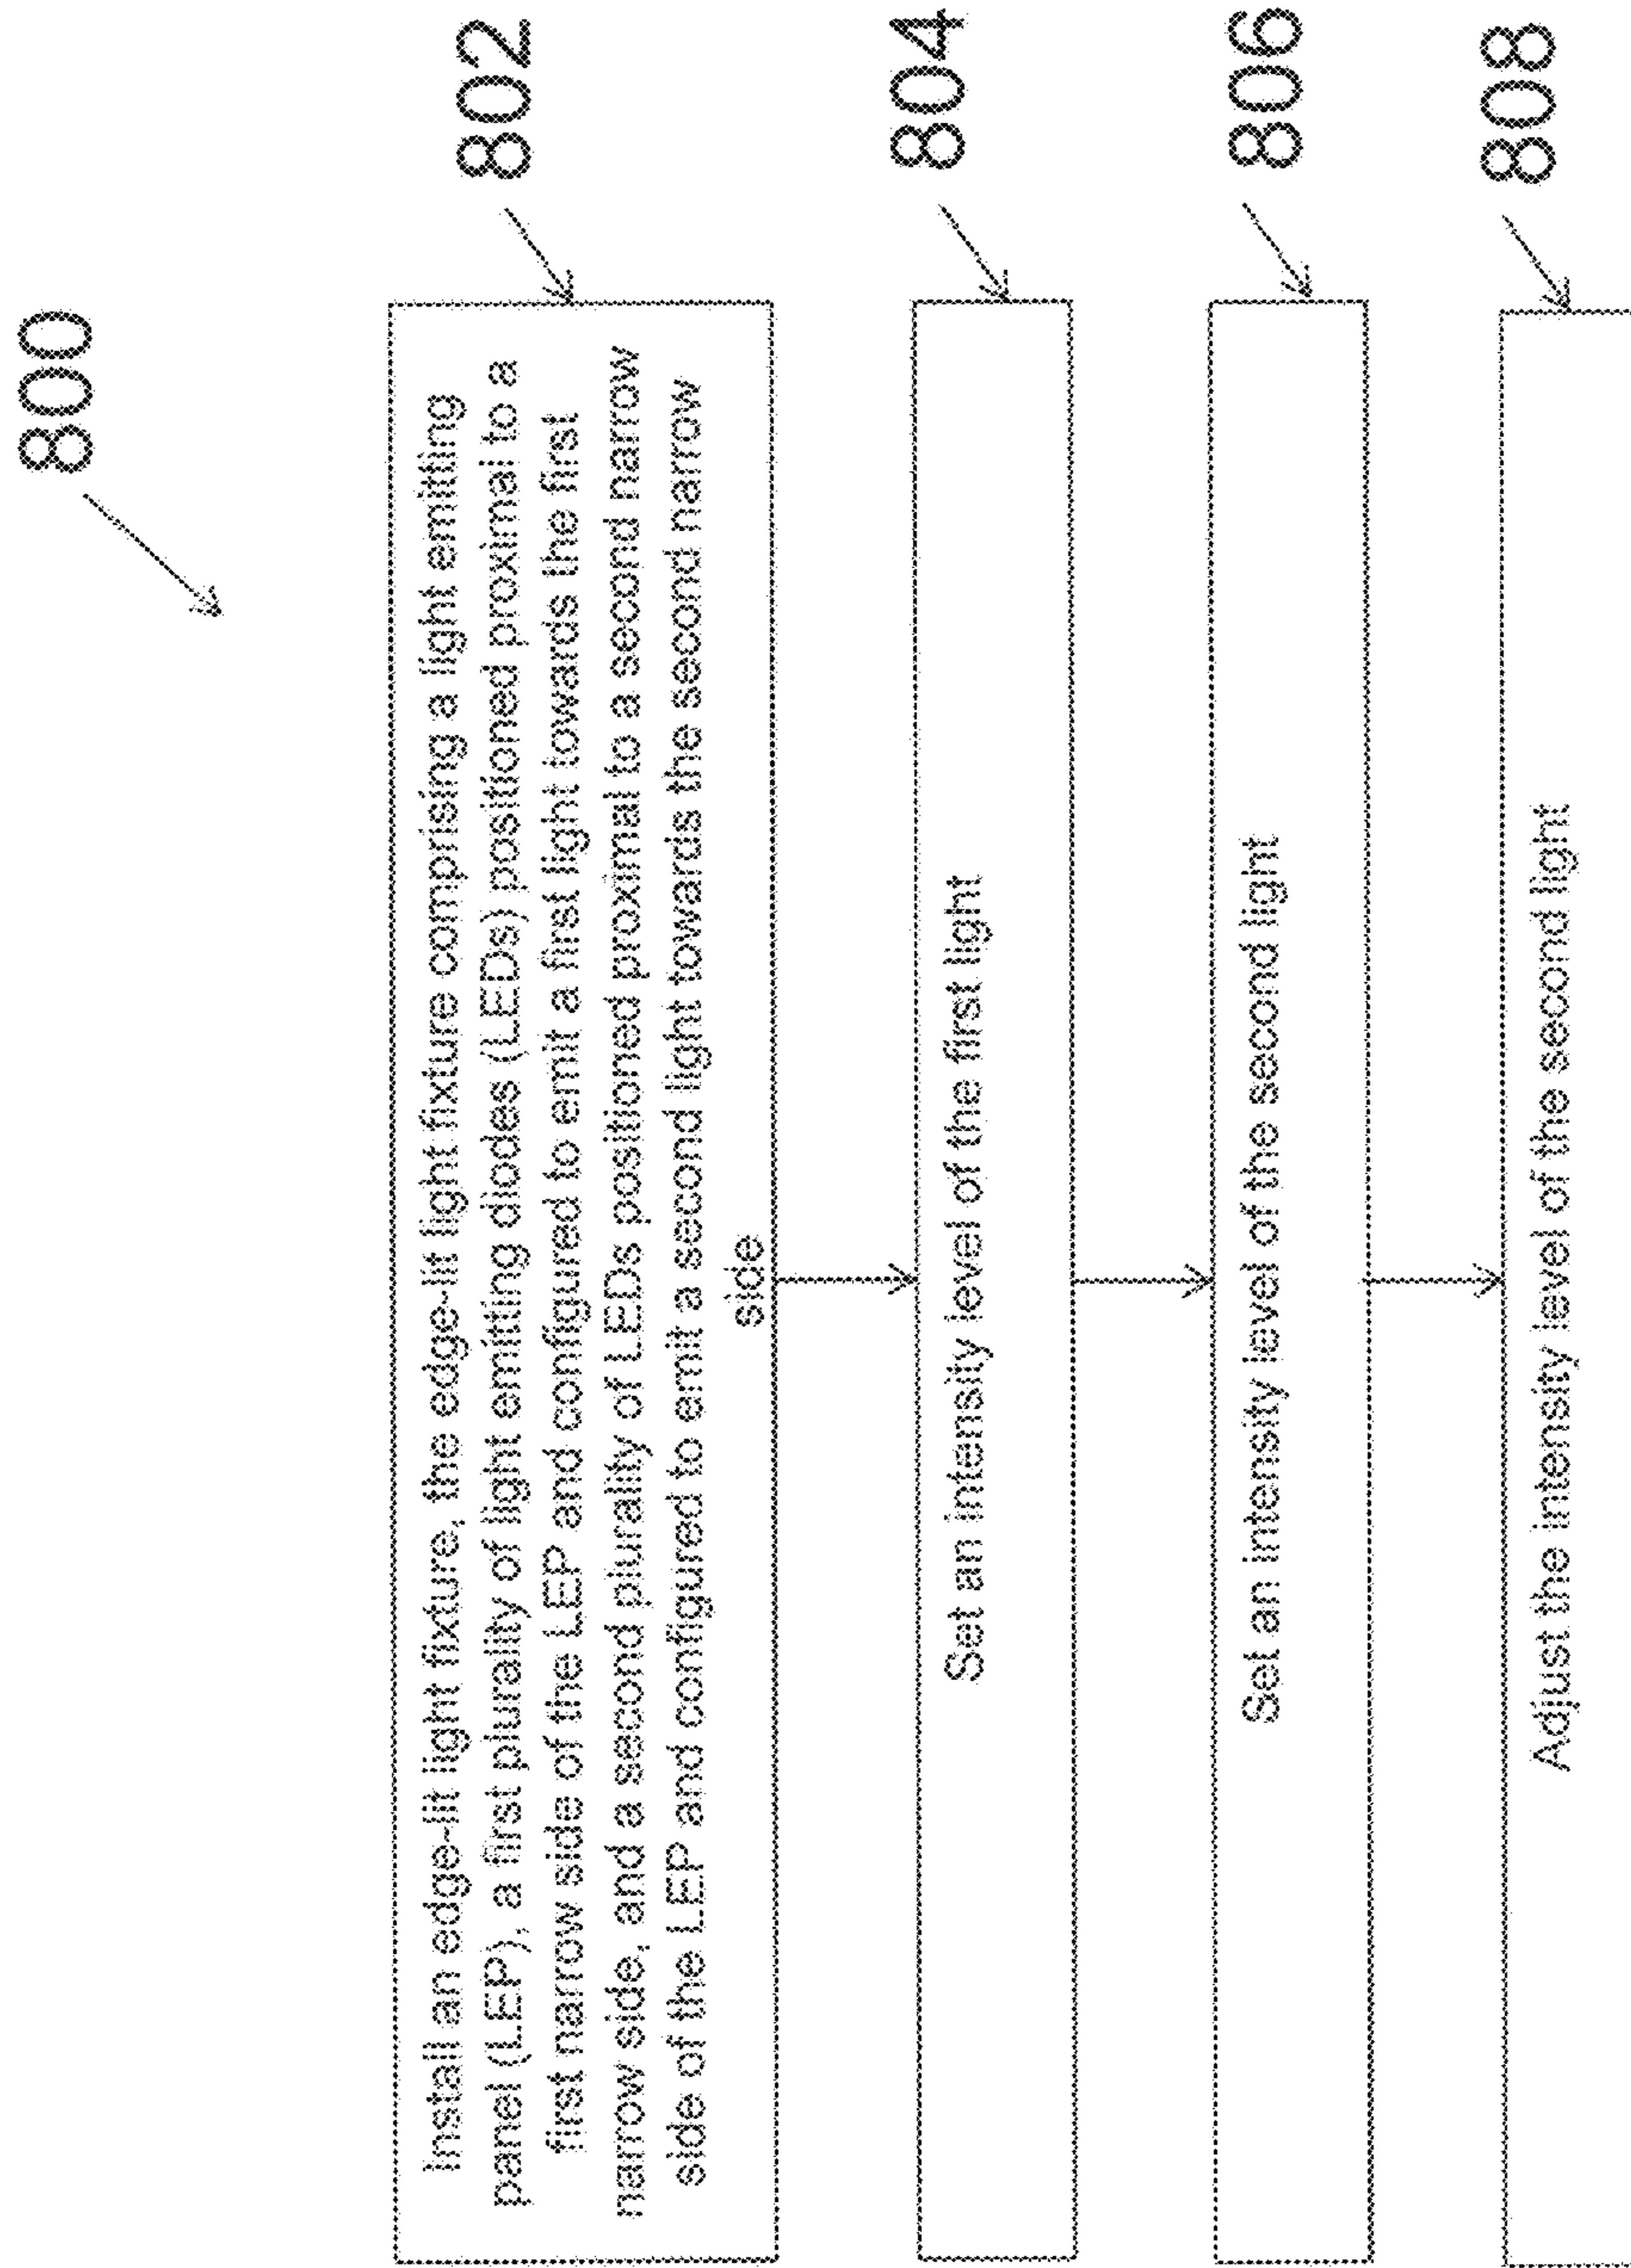 800
Install an edge-lit light fixture, the edge-lit light fixture comprising a light emitting
panel (LEP), a first plurality of light emitting diodes (LEDs) positioned proximal to a
first narrow side of the LEP and configured to emit a first light towards the first
narrow side, and a second plurality of LEDs positioned proximal to a second narrow
side of the LEP and configured to emit a second light towards the second narrow
side
802
Set an intensity level of the first light
804
Set an intensity level of the second light
806
Adjust the intensity level of the second light
808